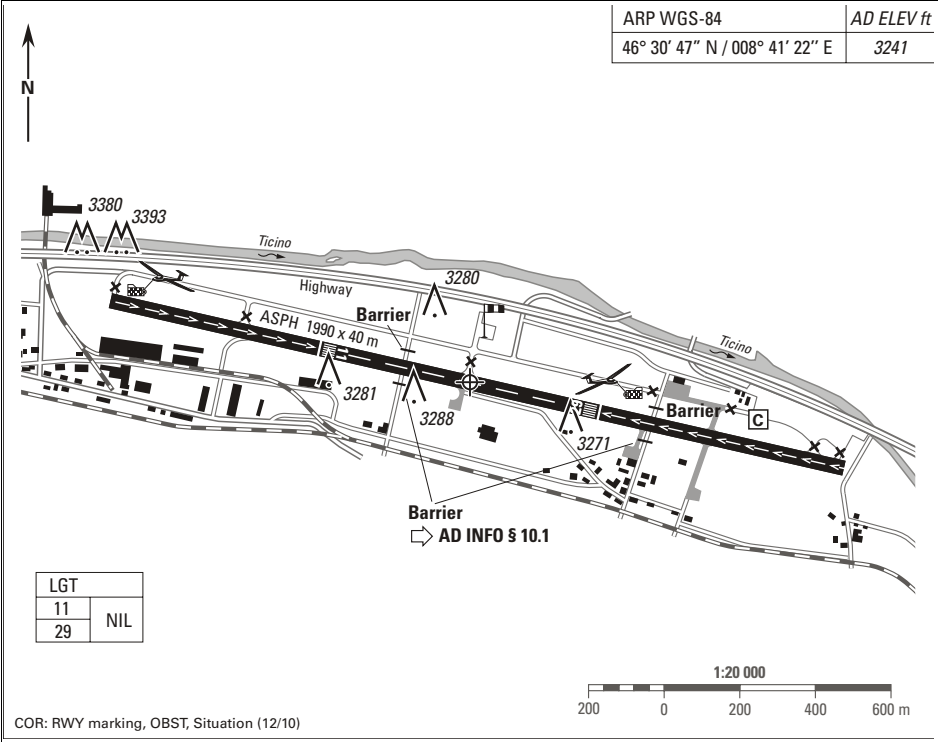 ARP WGS-84
AD ELEV ft
46° 30′ 47″ N / 008° 41′ 22″ E
3241
N
3380
3393
Ticino
Highway
3280
Barrier
ASPH 1990 x 40 m
Ticino
3281
3288
Barrier
C
3271
Barrier
AD INFO § 10.1
LGT
11
NIL
29
1:20 000
200
0
200
400
600 m
COR: RWY marking, OBST, Situation (12/10)